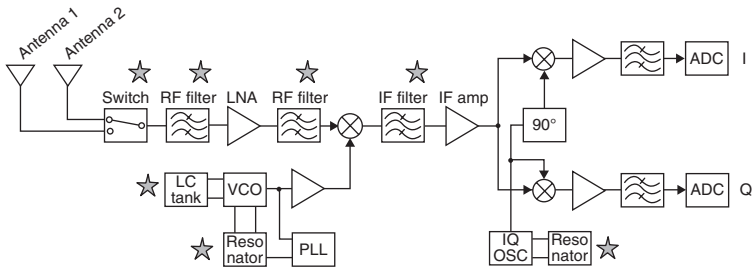 Antenna 1
Antenna 2
Switch
RF filter
LNA
RF filter
IF filter
IF amp
ADC
I
90°
LC
tank
VCO
ADC
Q
Reso
nator
PLL
IQ
OSC
Reso
nator